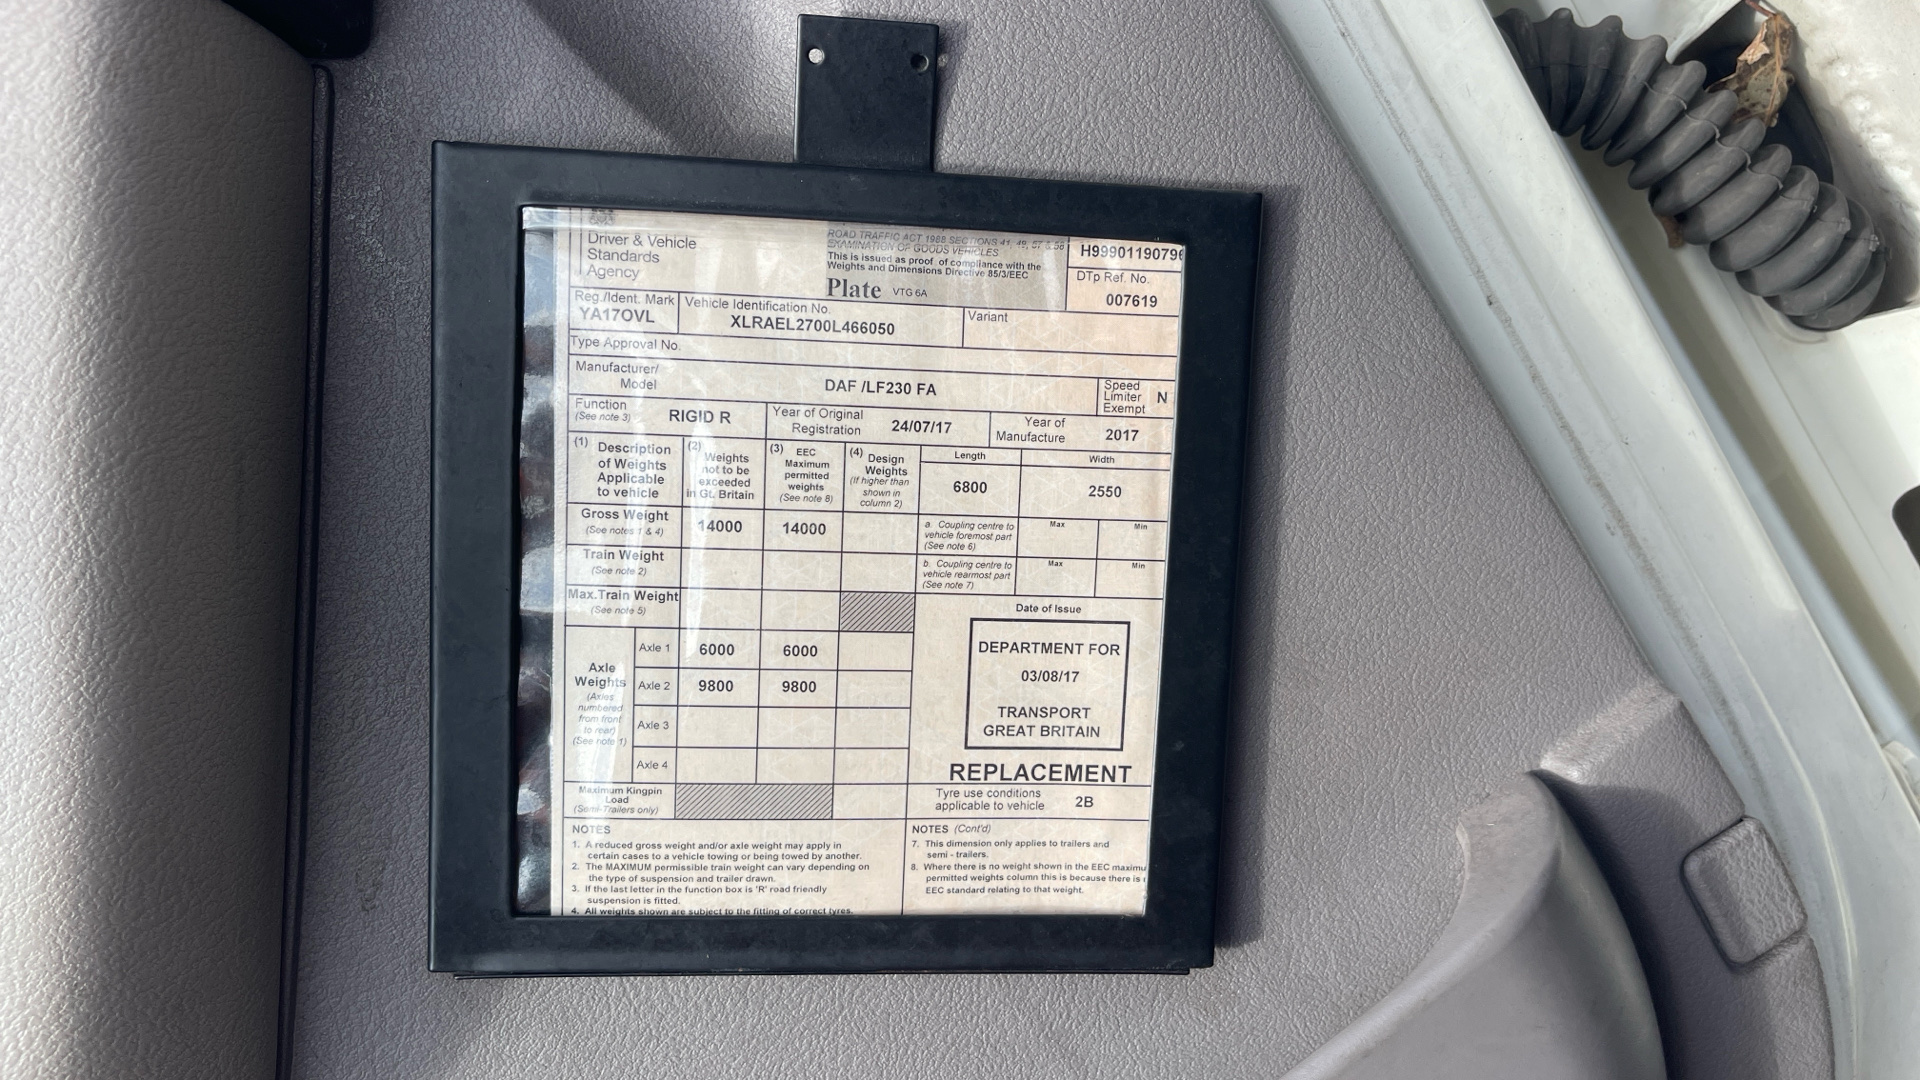 Driver & Vehicle
Standards
Agency
ROAD TRAFFIC ACT 1988 SECTIONS 41, 49, 57 & 58
EXAMINATION OF GOODS VEHICLES
This is issued as proof of compliance with the
Weights and Dimensions Directive 85/3/EEC
Plate VTG 6A
H9990119079
DTp Ref. No.
007619
Reg./Ident. Mark
YA17OVL
Vehicle Identification No.
XLRAEL2700L466050
Variant
Type Approval No.
Manufacturer/
Model
DAF /LF230 FA
Speed
Limiter
Exempt
N
Function
(See note 3)
RIGID R
Year of Original
Registration
24/07/17
Year of
Manufacture
2017
(1) Description
of Weights
Applicable
to vehicle
(2) Weights
not to be
exceeded
in Gt. Britain
(3) EEC
Maximum
permitted
weights
(See note 8)
(4) Design
Weights
(If higher than
shown in
column 2)
Length
6800
Width
2550
Gross Weight
(See notes 1 & 4)
14000
14000
a. Coupling centre to
vehicle foremost part
(See note 6)
Max
Min
Train Weight
(See note 2)
b. Coupling centre to
vehicle rearmost part
(See note 7)
Max
Min
Max.Train Weight
(See note 5)
Axle
Weights
(Axles
numbered
from front
to rear)
(See note 1)
Axle 1
6000
6000
Axle 2
9800
9800
Axle 3
Axle 4
Date of Issue
DEPARTMENT FOR
03/08/17
TRANSPORT
GREAT BRITAIN
REPLACEMENT
Maximum Kingpin
Load
(Semi-Trailers only)
Tyre use conditions
applicable to vehicle
2B
NOTES
1. A reduced gross weight and/or axle weight may apply in
certain cases to a vehicle towing or being towed by another.
2. The MAXIMUM permissible train weight can vary depending on
the type of suspension and trailer drawn.
3. If the last letter in the function box is 'R' road friendly
suspension is fitted.
4. All weights shown are subject to the fitting of correct tyres.
NOTES (Cont'd)
7. This dimension only applies to trailers and
semi - trailers.
8. Where there is no weight shown in the EEC maximu
permitted weights column this is because there is
EEC standard relating to that weight.